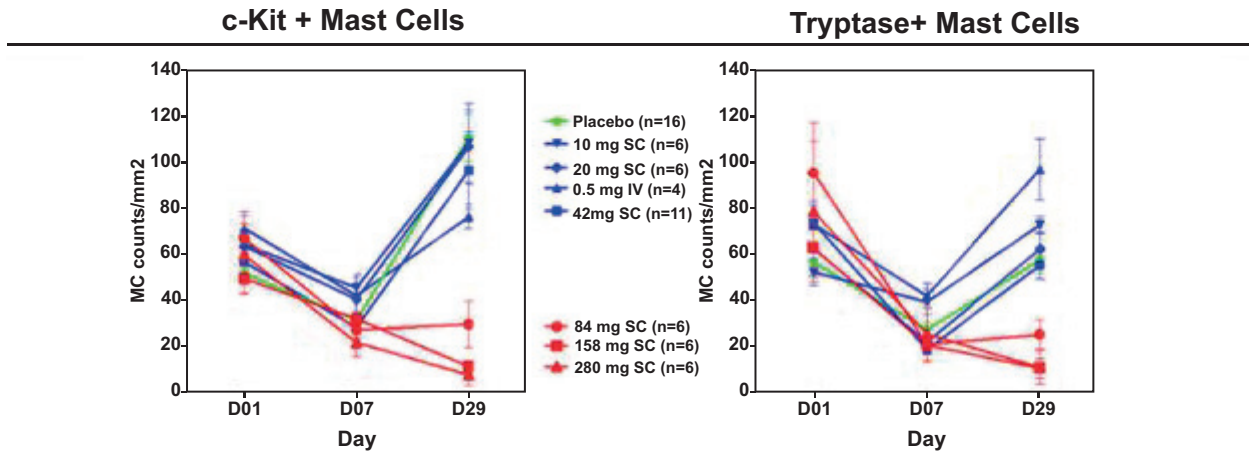 c-Kit + Mast Cells
Tryptase+ Mast Cells
MC counts/mm2
140
120
100
80
60
40
20
0
D01 D07 D29
Day
Placebo (n=16)
10 mg SC (n=6)
20 mg SC (n=6)
0.5 mg IV (n=4)
42mg SC (n=11)
84 mg SC (n=6)
158 mg SC (n=6)
280 mg SC (n=6)
MC counts/mm2
140
120
100
80
60
40
20
0
D01 D07 D29
Day